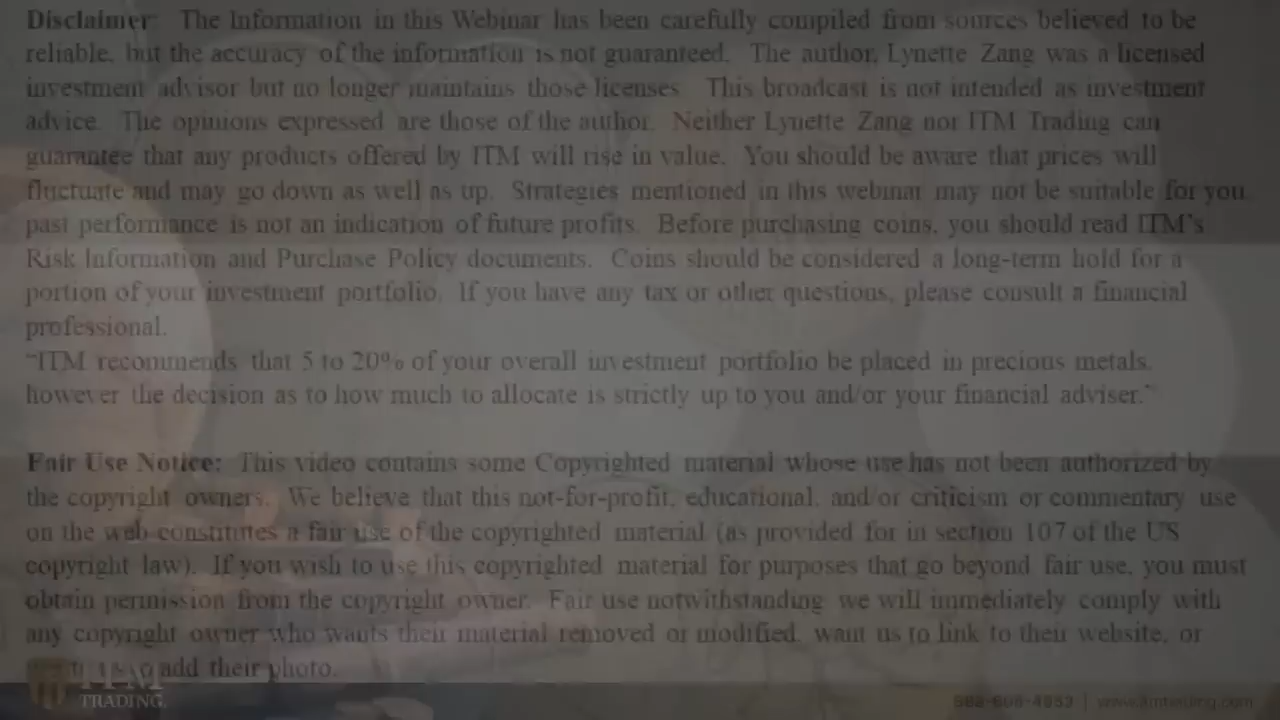 Disclaimer: The Information in this Webinar has been carefully compiled from sources believed to be
reliable, but the accuracy of the information is not guaranteed. The author, Lynette Zang was a licensed
investment advisor but no longer maintains those licenses. This broadcast is not intended as investment
advice. The opinions expressed are those of the author. Neither Lynette Zang nor ITM Trading can
guarantee that any products offered by ITM will rise in value. You should be aware that prices will
fluctuate and may go down as well as up. Strategies mentioned in this webinar may not be suitable for you,
past performance is not an indication of future profits. Before purchasing coins, you should read ITM's
Risk Information and Purchase Policy documents. Coins should be considered a long-term hold for a
portion of your investment portfolio. If you have any tax or other questions, please consult a financial
professional.
"ITM recommends that 5 to 20% of your overall investment portfolio be placed in precious metals,
however the decision as to how much to allocate is strictly up to you and/or your financial adviser."
Fair Use Notice: This video contains some Copyrighted material whose use has not been authorized by
the copyright owners. We believe that this not-for-profit, educational, and/or criticism or commentary use
on the web constitutes a fair use of the copyrighted material (as provided for in section 107 of the US
copyright law). If you wish to use this copyrighted material for purposes that go beyond fair use, you must
obtain permission from the copyright owner. Fair use notwithstanding we will immediately comply with
any copyright owner who wants their material removed or modified, want us to link to their website, or
add their photo.
ITM
TRADING
www.itmtrading.com